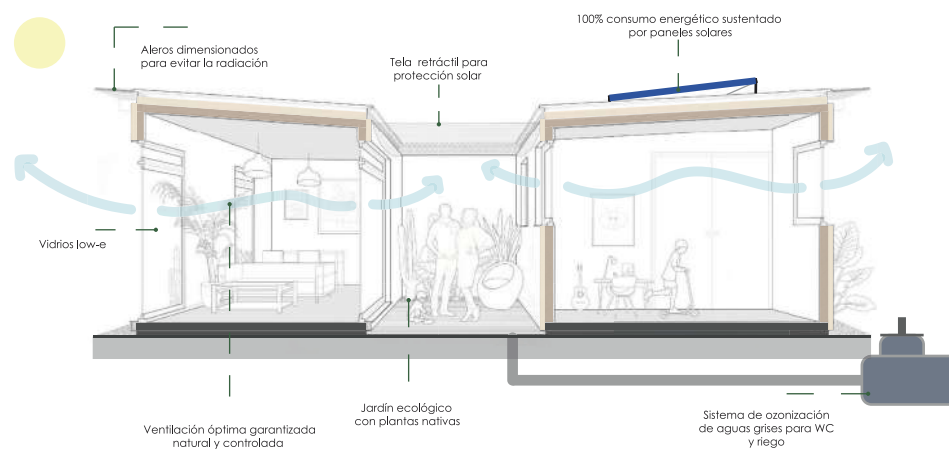 100% consumo energético sustentado
por paneles solares
Aleros dimensionados
para evitar la radiación
Tela retráctil para
protección solar
Vidrios low-e
Ventilación óptima garantizada
natural y controlada
Jardín ecológico
con plantas nativas
Sistema de ozonización
de aguas grises para WC
y riego